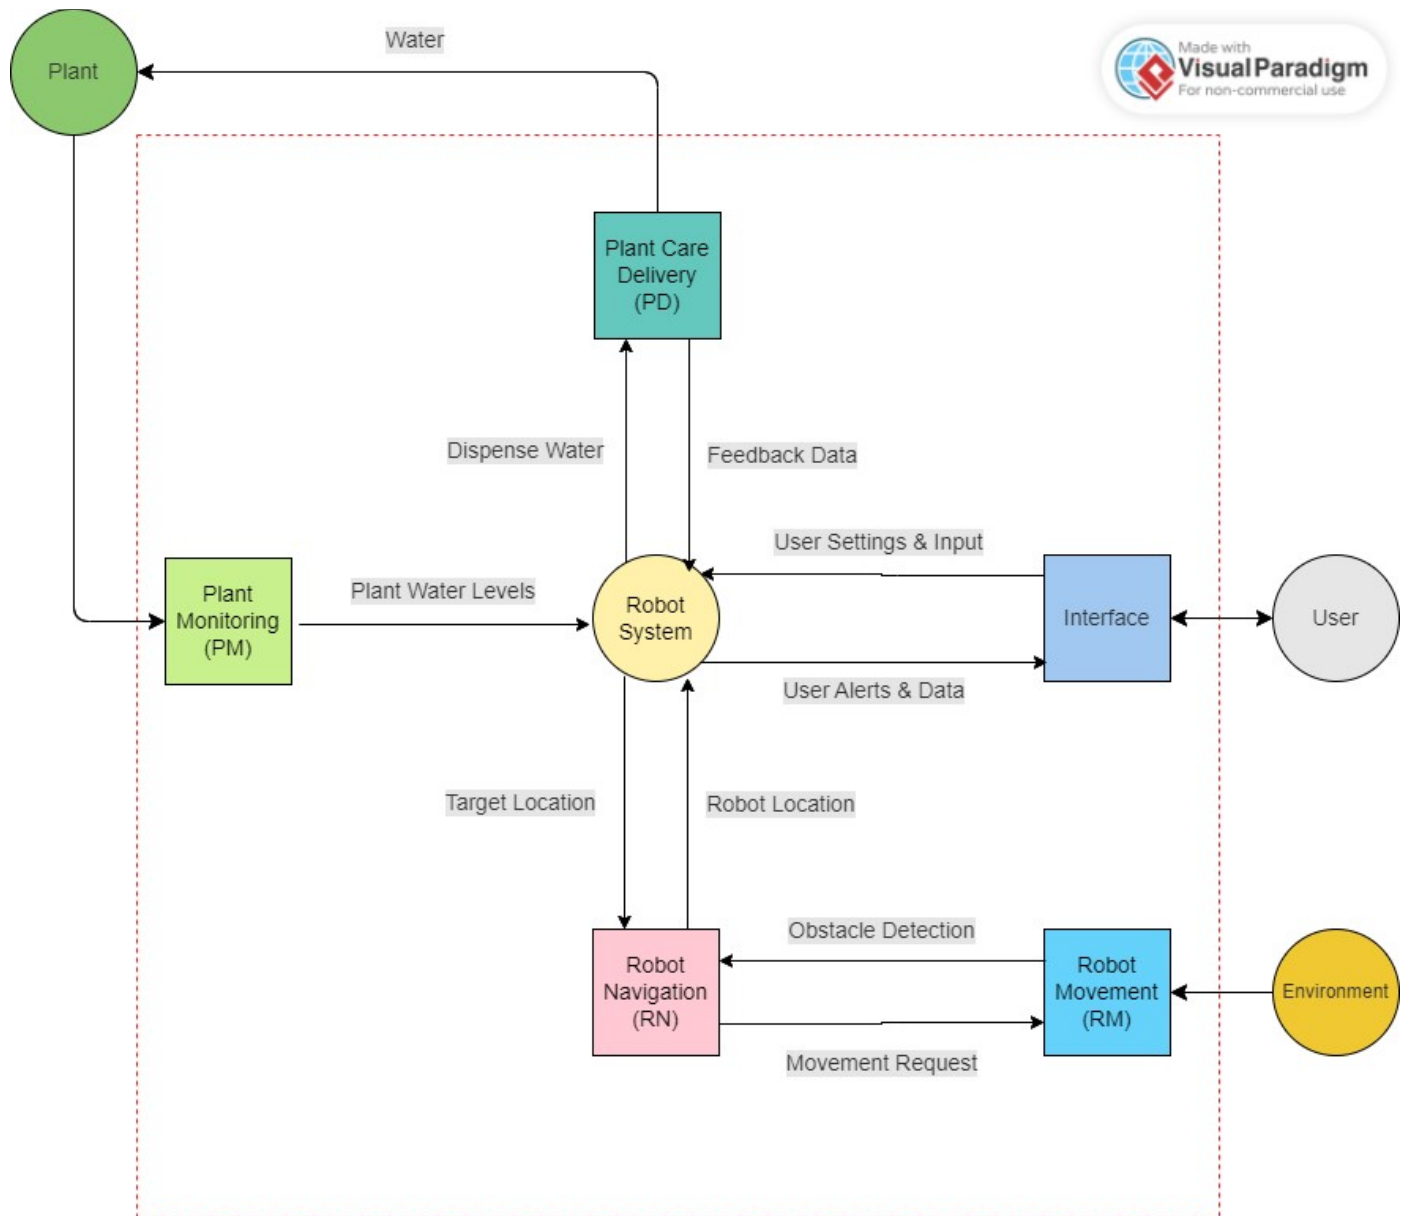 Water
Plant
Made with
Visual Paradigm
For non-commercial use
Plant Care
Delivery
(PD)
Dispense Water
Feedback Data
User Settings & Input
Plant
Monitoring
(PM)
Plant Water Levels
Robot
System
Interface
User
User Alerts & Data
Target Location
Robot Location
Obstacle Detection
Robot
Navigation
(RN)
Robot
Movement
(RM)
Environment
Movement Request